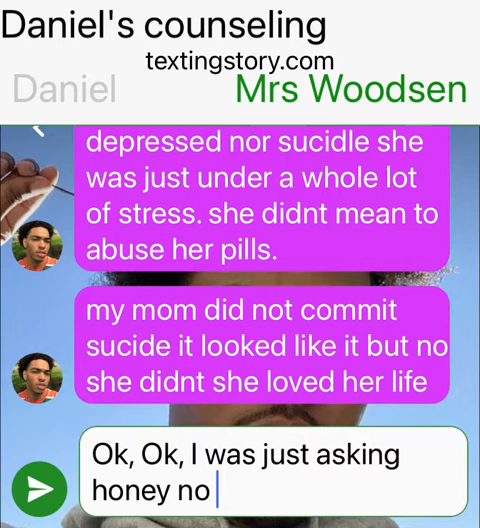 Daniel's counseling
textingstory.com
Daniel Mrs Woodsen
depressed nor sucidle she
was just under a whole lot
of stress. she didnt mean to
abuse her pills.
my mom did not commit
sucide it looked like it but no
she didnt she loved her life
Ok, Ok, I was just asking
honey no